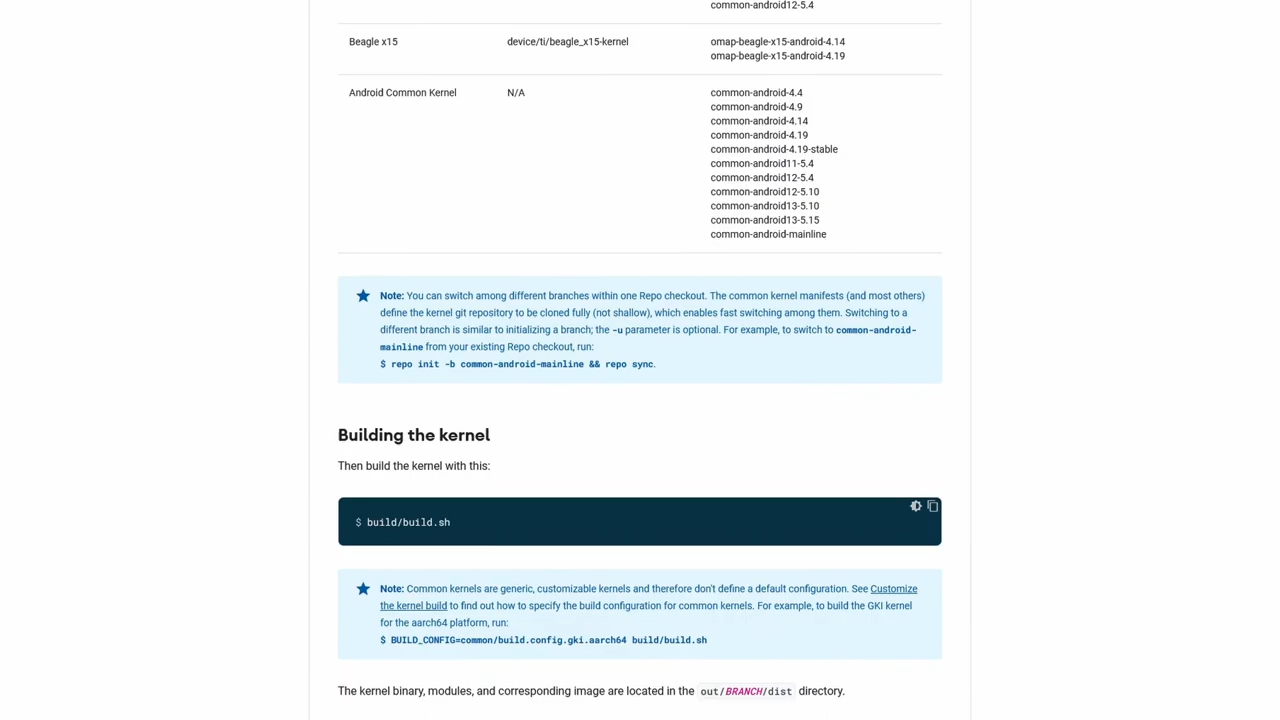 common-android12-5.4
Beagle x15 device/ti/beagle_x15-kernel omap-beagle-x15-android-4.14
omap-beagle-x15-android-4.19
Android Common Kernel N/A common-android-4.4
common-android-4.9
common-android-4.14
common-android-4.19
common-android-4.19-stable
common-android11-5.4
common-android12-5.4
common-android12-5.10
common-android13-5.10
common-android13-5.15
common-android-mainline
Note: You can switch among different branches within one Repo checkout. The common kernel manifests (and most others)
define the kernel git repository to be cloned fully (not shallow), which enables fast switching among them. Switching to a
different branch is similar to initializing a branch; the -u parameter is optional. For example, to switch to common-android-
mainline from your existing Repo checkout, run:
$ repo init -b common-android-mainline && repo sync.
Building the kernel
Then build the kernel with this:
$ build/build.sh
Note: Common kernels are generic, customizable kernels and therefore don't define a default configuration. See Customize
the kernel build to find out how to specify the build configuration for common kernels. For example, to build the GKI kernel
for the aarch64 platform, run:
$ BUILD_CONFIG=common/build.config.gki.aarch64 build/build.sh
The kernel binary, modules, and corresponding image are located in the out/BRANCH/dist directory.